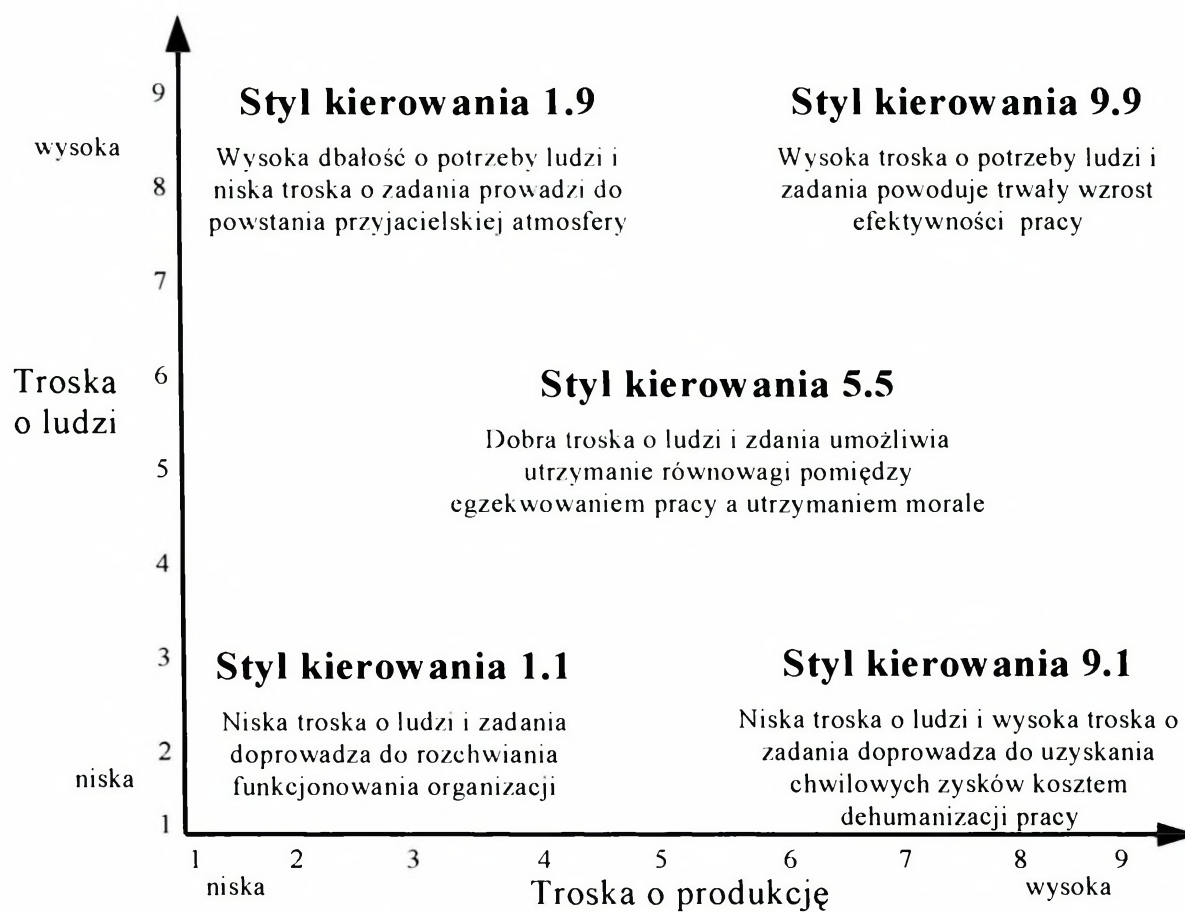 9
Styl kierowania 1.9
Styl kierowania 9.9
wysoka
Wysoka dbałość o potrzeby ludzi i
niska troska o zadania prowadzi do
powstania przyjacielskiej atmosfery
Wysoka troska o potrzeby ludzi i
zadania powoduje trwały wzrost
efektywności pracy
8
7
Troska
o ludzi
6
Styl kierowania 5.5
Dobra troska o ludzi i zdania umożliwia
utrzymanie równowagi pomiędzy
egzekwowaniem pracy a utrzymaniem morale
5
4
3
Styl kierowania 1.1
Niska troska o ludzi i zadania
doprowadza do rozchwiania
funkcjonowania organizacji
Styl kierowania 9.1
Niska troska o ludzi i wysoka troska o
zadania doprowadza do uzyskania
chwilowych zysków kosztem
dehumanizacji pracy
2
niska
1
1 2 3 4 5 6 7 8 9
niska Troska o produkcję wysoka